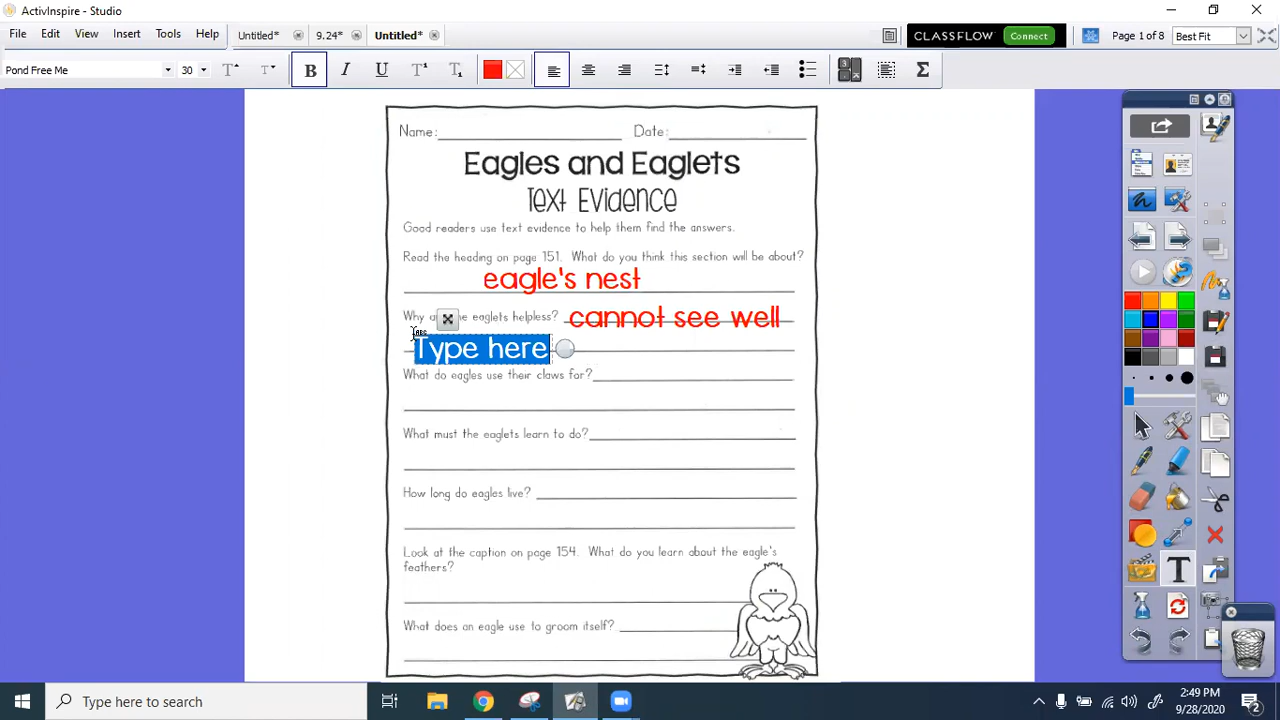 ActivInspire - Studio
File Edit View Insert Tools Help Untitled* 9.24* Untitled* CLASSFLOW Connect Page 1 of 8 Best Fit
Pond Free Me 30 B I U T T Σ
Name: Date:
Eagles and Eaglets
Text Evidence
Good readers use text evidence to help them find the answers.
Read the heading on page 151. What do you think this section will be about?
eagle's nest
Why a he eaglets helpless? cannot see well
Type here
What do eagles use their claws for?
What must the eaglets learn to do?
How long do eagles live?
Look at the caption on page 154. What do you learn about the eagle's
feathers?
What does an eagle use to groom itself?
T
Type here to search
2:49 PM
9/28/2020
2